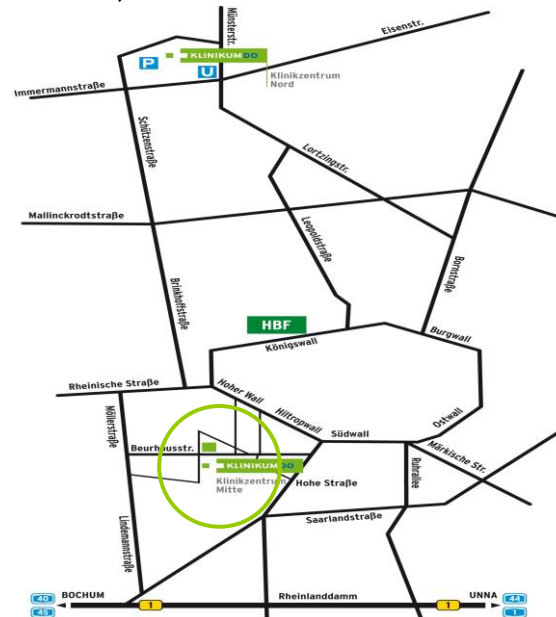 Münsterstr.
Eisenstr.
KLINIKUMDO
P
U
Klinikzentrum
Nord
Immermannstraße
Schützenstraße
Lortzingstr.
Mallinckrodtstraße
Leopoldstraße
Bornstraße
Brinkhoffstraße
HBF
Königswall
Burgwall
Rheinische Straße
Hoher Wall
Hiltropwall
Ostwall
Möllerstraße
Südwall
Beurhausstr.
Märkische Str.
KLINIKUMDO
Klinikzentrum
Mitte
Hohe Straße
Ruhrallee
Saarlandstraße
Lindemannstraße
40
BOCHUM
Rheinlanddamm
UNNA
44
45
1
1
1